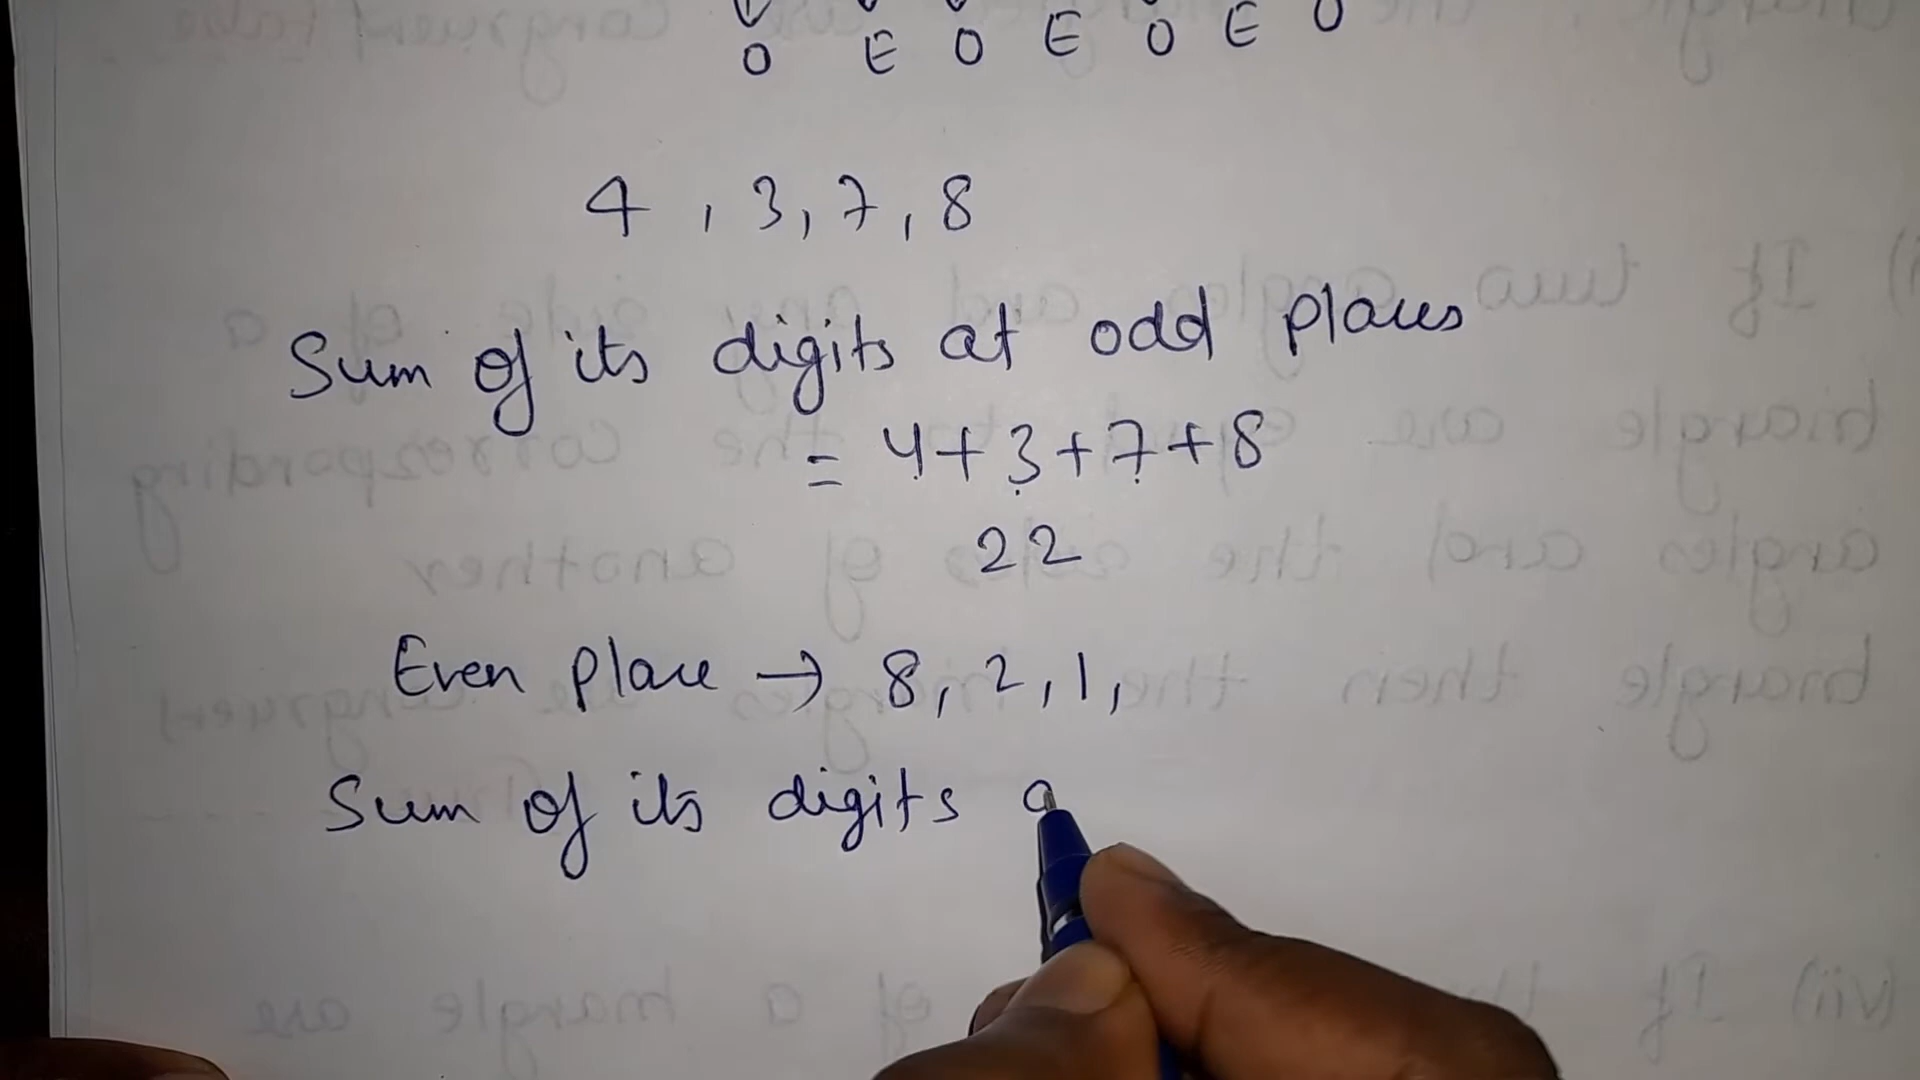 O E O E O E O
4 , 3, 7, 8
Sum of its digits at odd places
= 4+3+7+8
22
Even place → 8, 2, 1,
Sum of its digits a